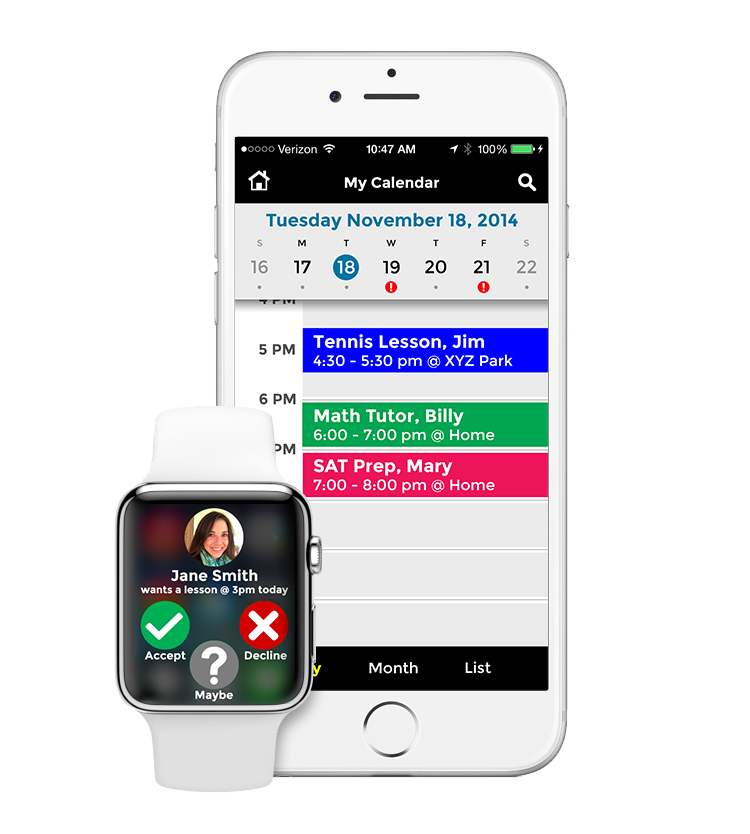 Verizon 10:47 AM 100%
My Calendar
Tuesday November 18, 2014
S M T W T F S
16 17 18 19 20 21 22
4 PM
5 PM
Tennis Lesson, Jim
4:30 - 5:30 pm @ XYZ Park
6 PM
Math Tutor, Billy
6:00 - 7:00 pm @ Home
PM
SAT Prep, Mary
7:00 - 8:00 pm @ Home
y Month List
Jane Smith
wants a lesson @ 3pm today
Accept
Decline
?
Maybe